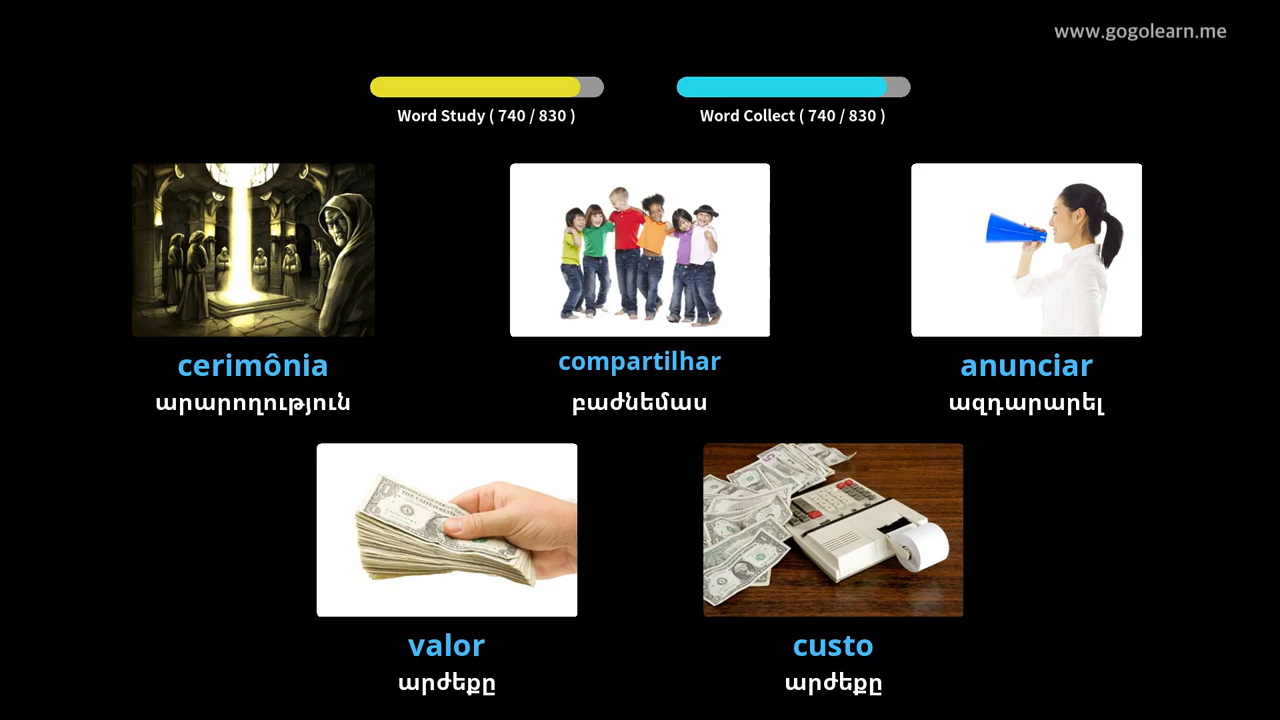 www.gogolearn.me
Word Study ( 740 / 830 )
Word Collect ( 740 / 830 )
cerimônia
արարողություն
compartilhar
բաժնեմաս
anunciar
ազդարարել
valor
արժեքը
custo
արժեքը